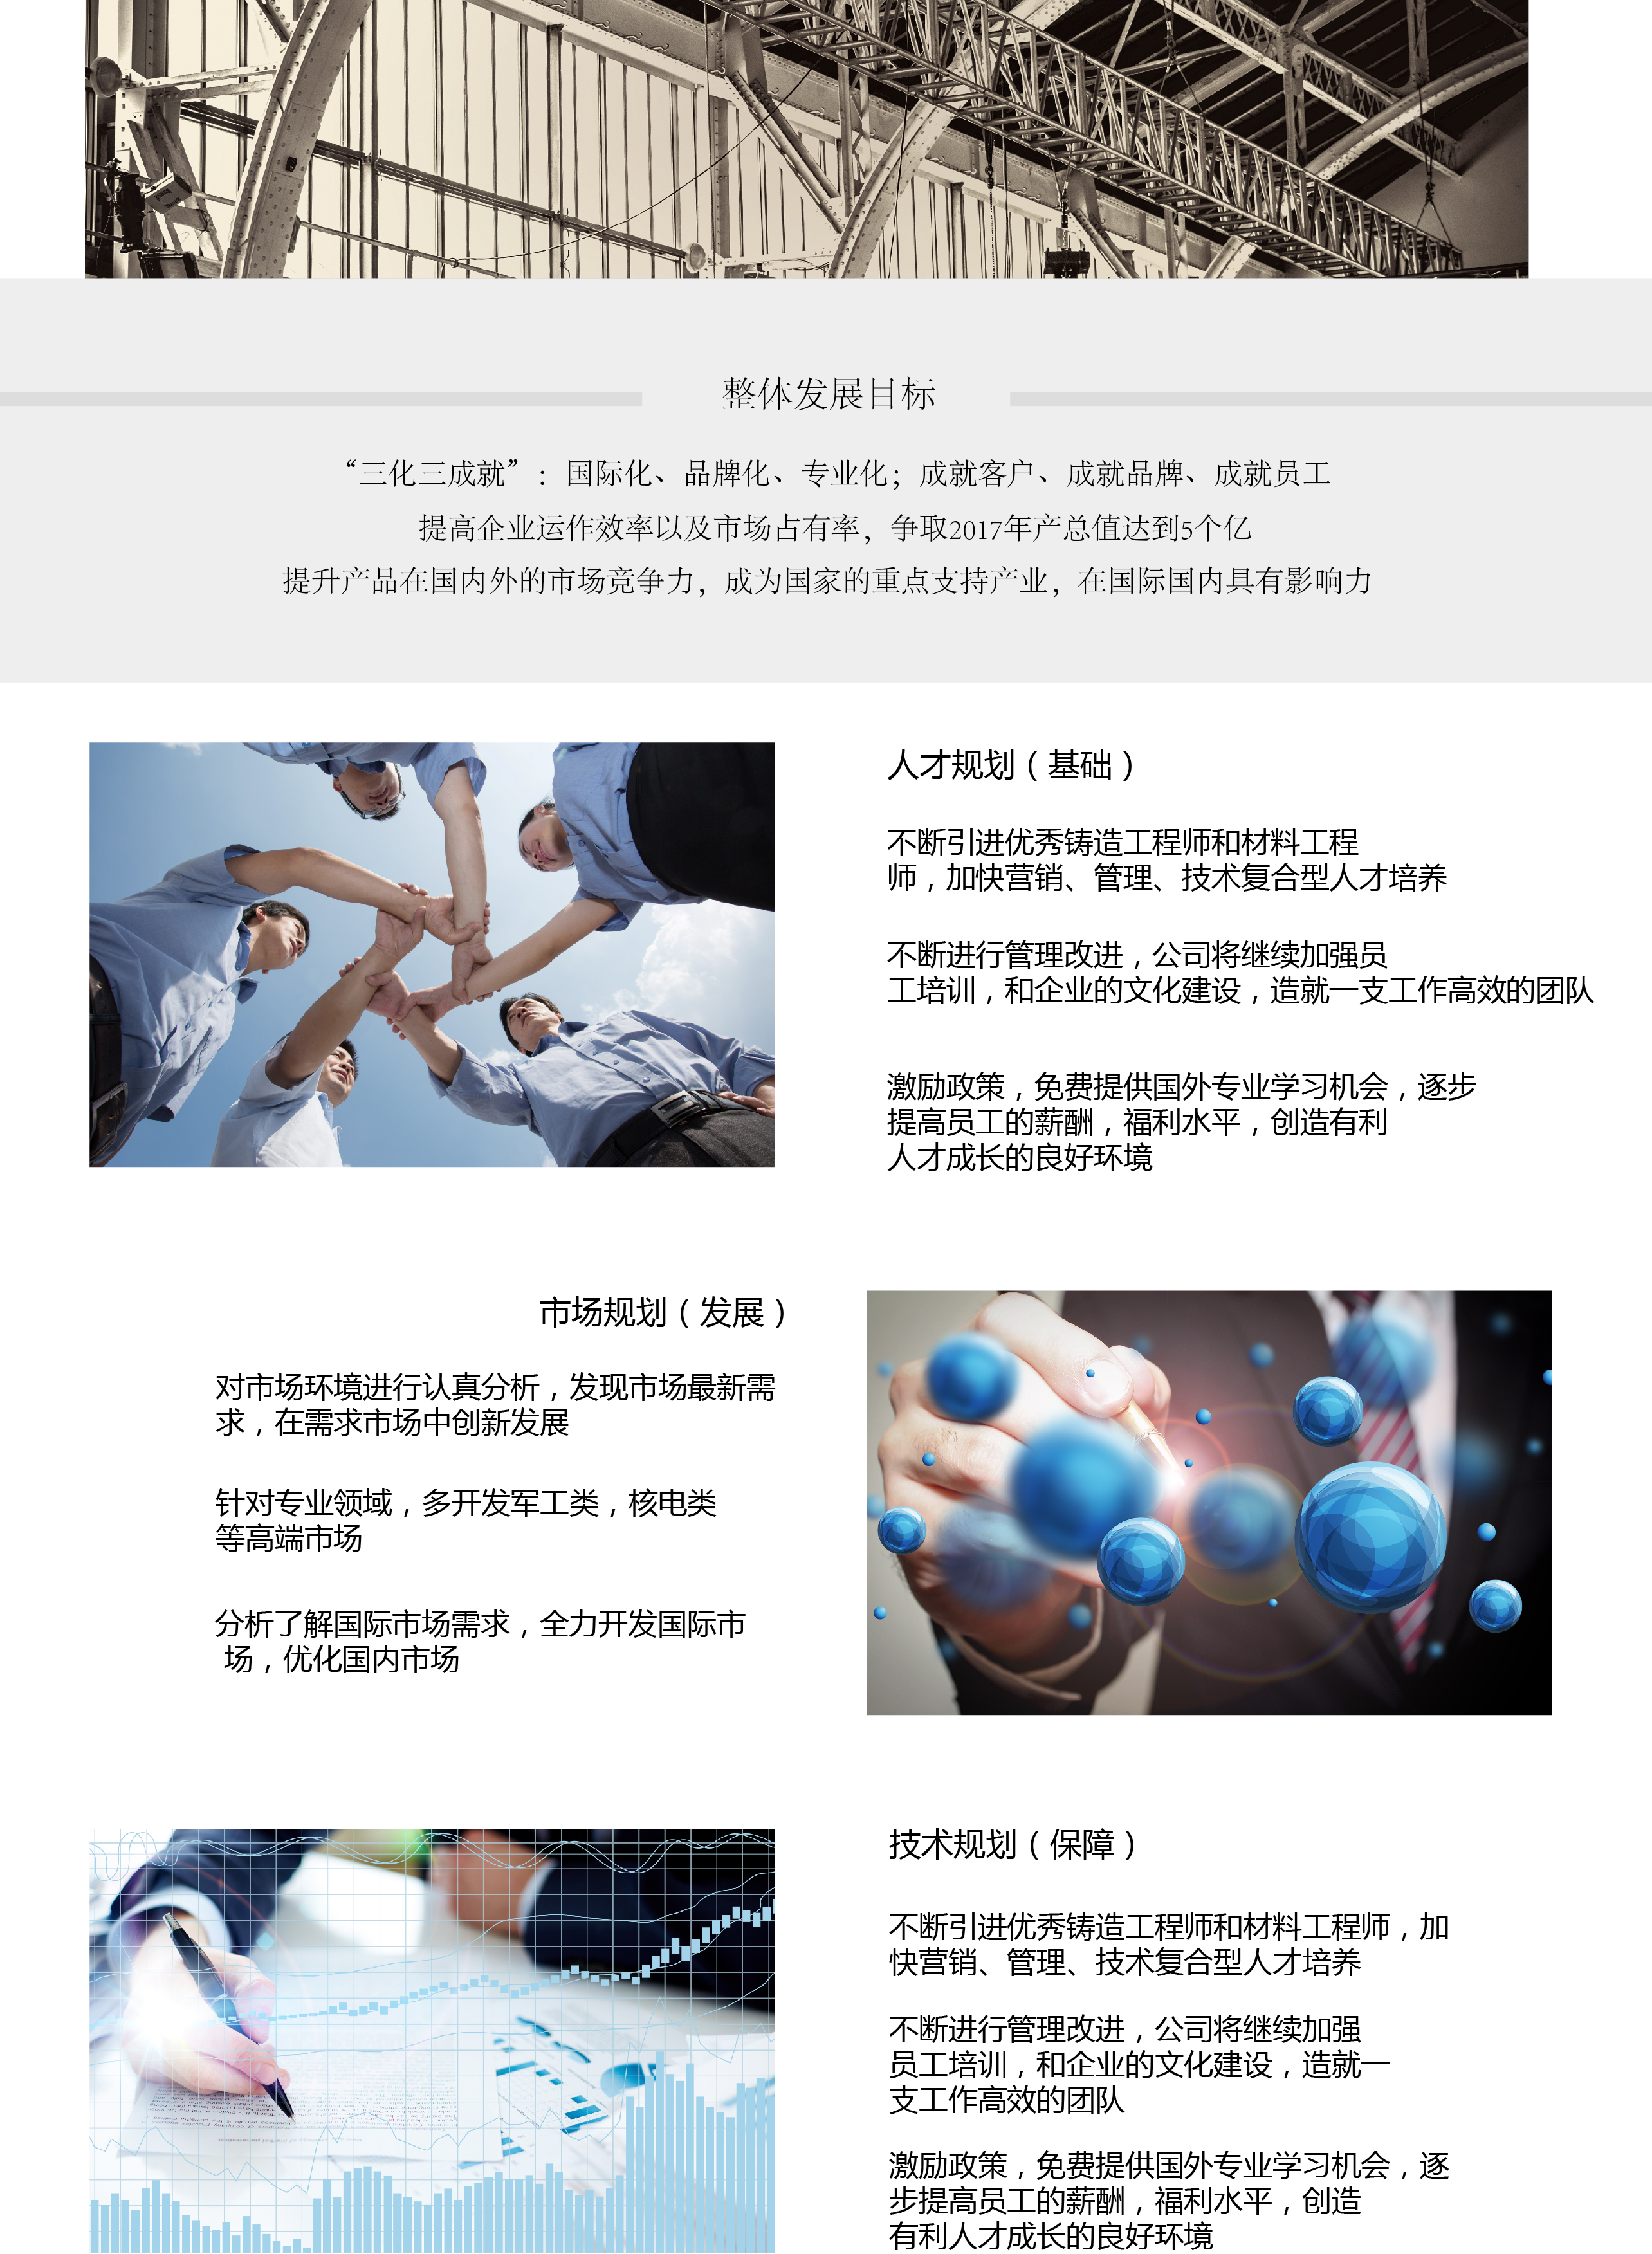 整体发展目标
“三化三成就”：国际化、品牌化、专业化；成就客户、成就品牌、成就员工
提高企业运作效率以及市场占有率，争取2017年产总值达到5个亿
提升产品在国内外的市场竞争力，成为国家的重点支持产业，在国际国内具有影响力
人才规划（基础）
不断引进优秀铸造工程师和材料工程
师，加快营销、管理、技术复合型人才培养
不断进行管理改进，公司将继续加强员
工培训，和企业的文化建设，造就一支工作高效的团队
激励政策，免费提供国外专业学习机会，逐步
提高员工的薪酬，福利水平，创造有利
人才成长的良好环境
市场规划（发展）
对市场环境进行认真分析，发现市场最新需
求，在需求市场中创新发展
针对专业领域，多开发军工类，核电类
等高端市场
分析了解国际市场需求，全力开发国际市
场，优化国内市场
技术规划（保障）
不断引进优秀铸造工程师和材料工程师，加
快营销、管理、技术复合型人才培养
不断进行管理改进，公司将继续加强
员工培训，和企业的文化建设，造就一
支工作高效的团队
激励政策，免费提供国外专业学习机会，逐
步提高员工的薪酬，福利水平，创造
有利人才成长的良好环境